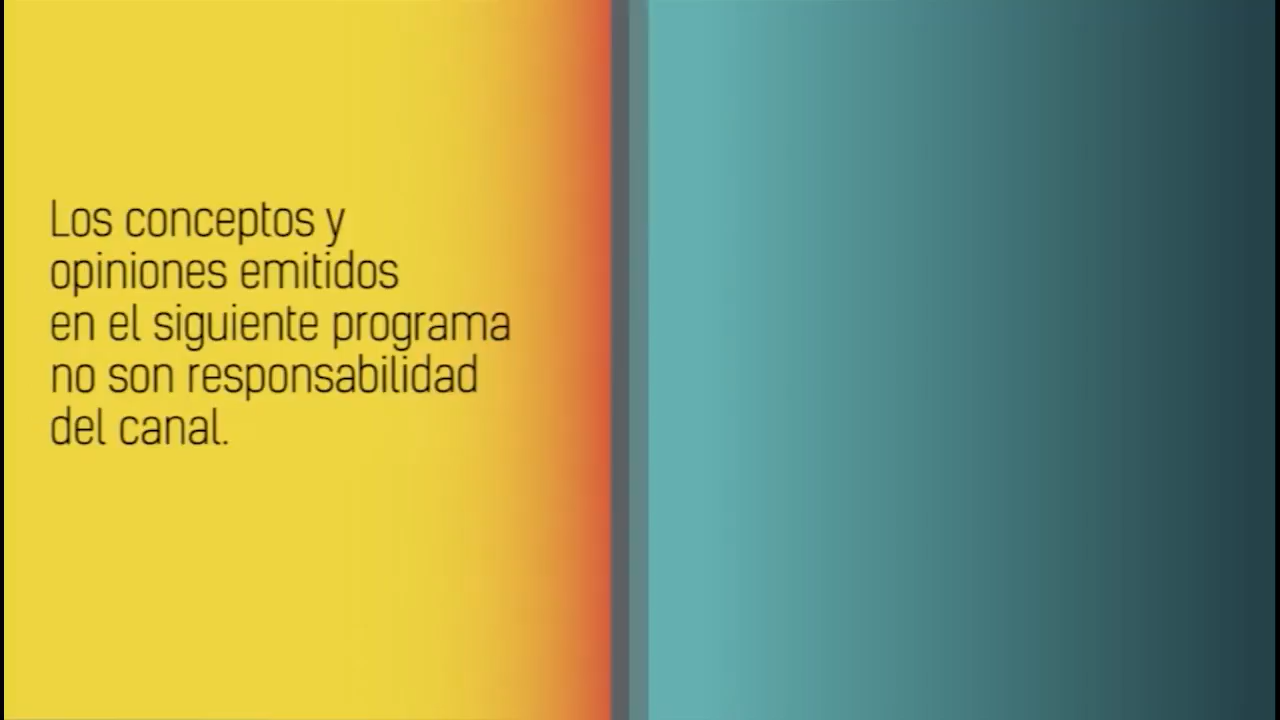 Los conceptos y
opiniones emitidos
en el siguiente programa
no son responsabilidad
del canal.